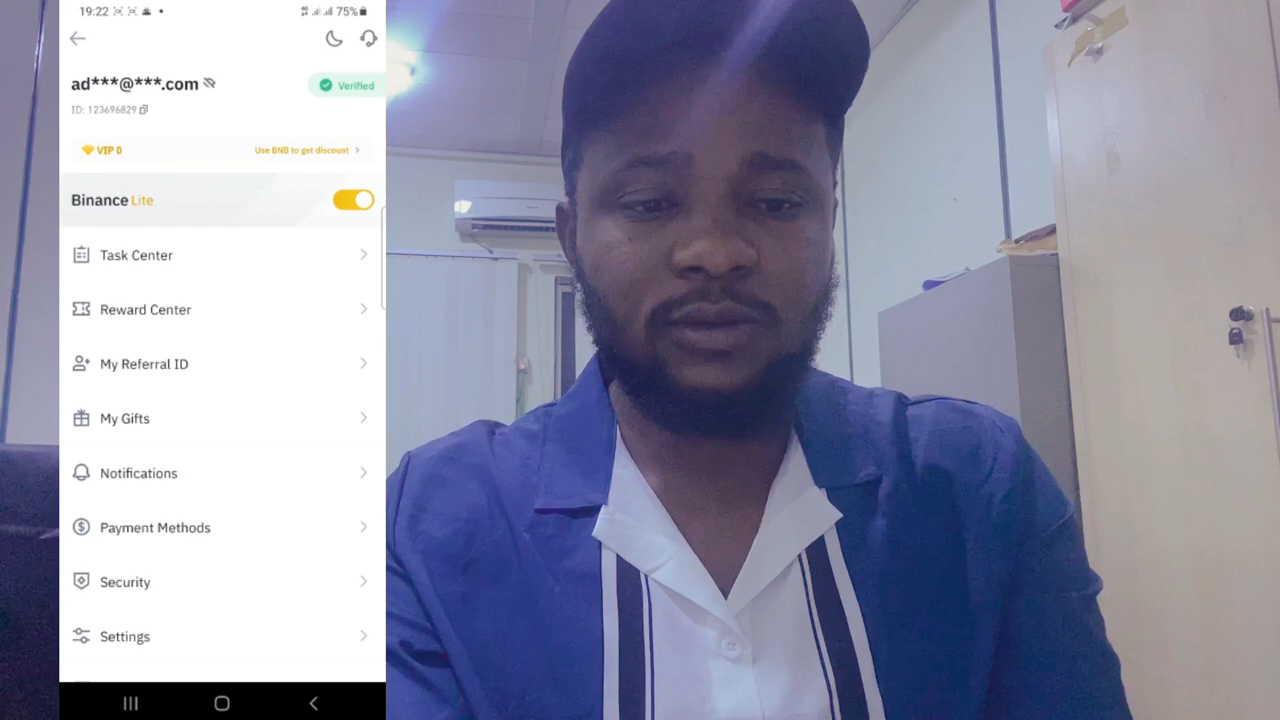 19:22
75%
ad***@***.com
Verified
ID: 123696829
VIP 0
Use BNB to get discount
Binance Lite
Task Center
Reward Center
My Referral ID
My Gifts
Notifications
Payment Methods
Security
Settings